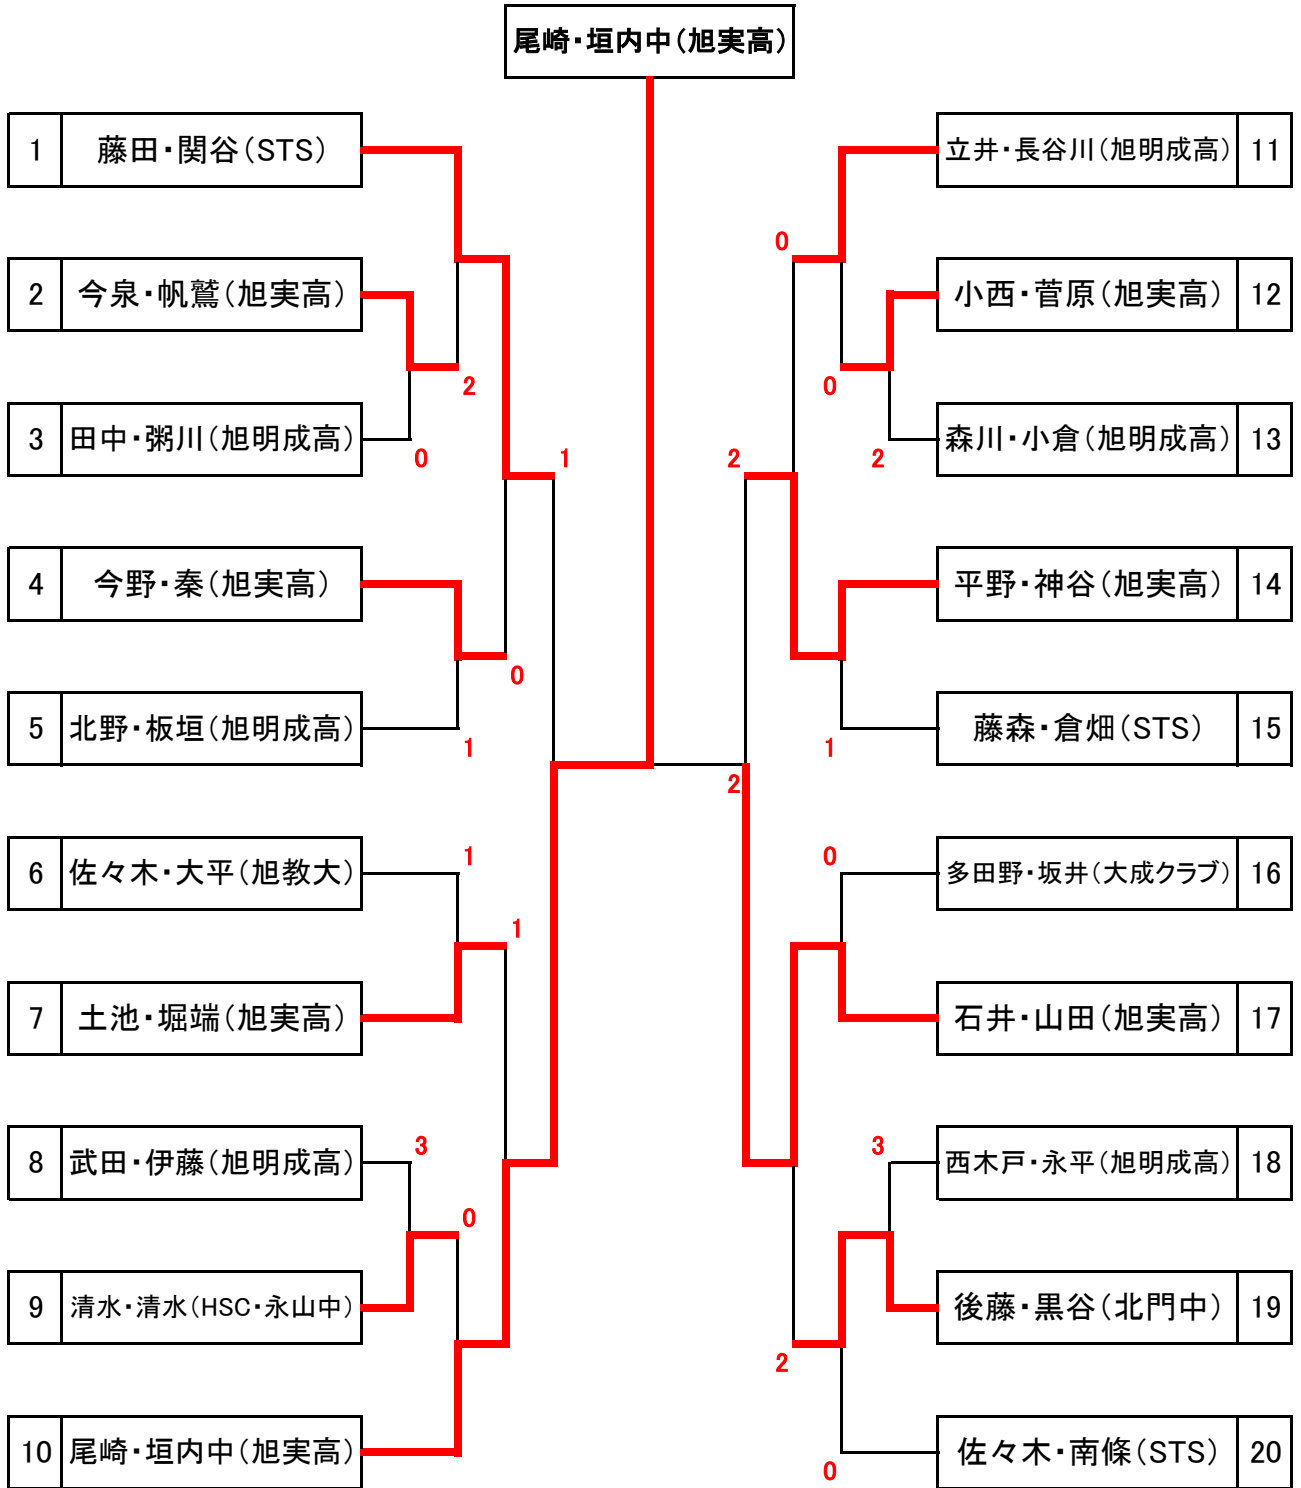 尾崎・垣内中(旭実高)
1 藤田・関谷(STS)
立井・長谷川(旭明成高) 11
0
2 今泉・帆鷲(旭実高)
小西・菅原(旭実高) 12
2
0
3 田中・粥川(旭明成高)
森川・小倉(旭明成高) 13
0
1
2
2
4 今野・秦(旭実高)
平野・神谷(旭実高) 14
0
5 北野・板垣(旭明成高)
藤森・倉畑(STS) 15
1
1
2
6 佐々木・大平(旭教大)
1
0
多田野・坂井(大成クラブ) 16
1
7 土池・堀端(旭実高)
石井・山田(旭実高) 17
8 武田・伊藤(旭明成高)
3
3
西木戸・永平(旭明成高) 18
0
9 清水・清水(HSC・永山中)
後藤・黒谷(北門中) 19
2
10 尾崎・垣内中(旭実高)
佐々木・南條(STS) 20
0